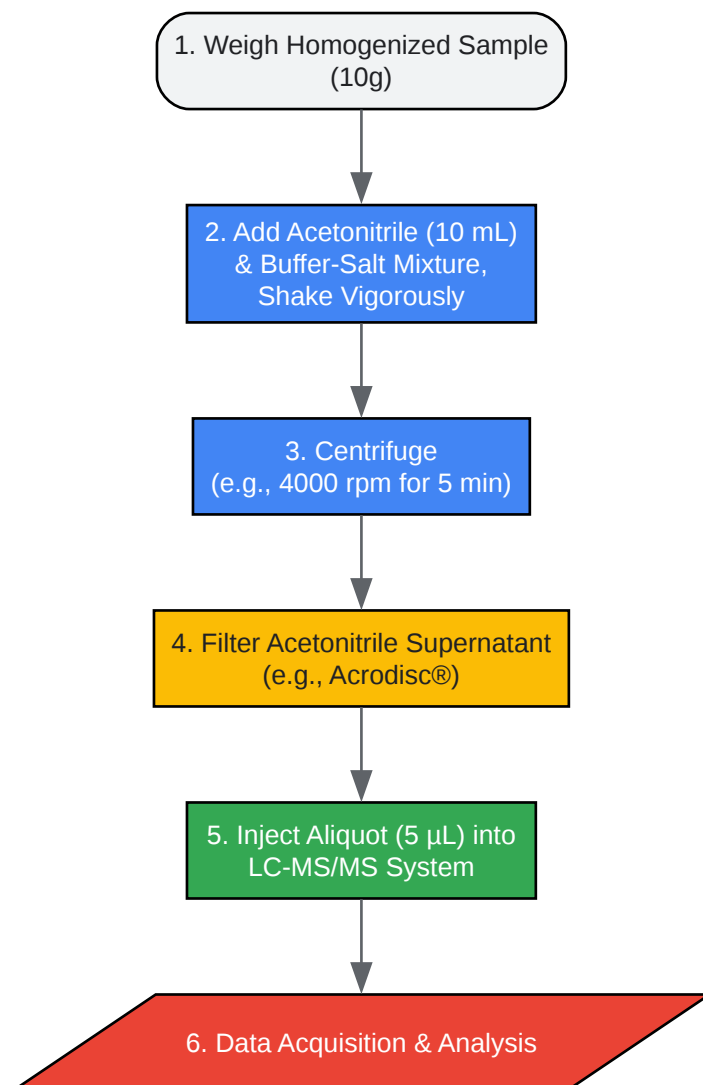 1. Weigh Homogenized Sample
(10g)
2. Add Acetonitrile (10 mL)
& Buffer-Salt Mixture,
Shake Vigorously
3. Centrifuge
(e.g., 4000 rpm for 5 min)
4. Filter Acetonitrile Supernatant
(e.g., Acrodisc®)
5. Inject Aliquot (5 µL) into
LC-MS/MS System
6. Data Acquisition & Analysis